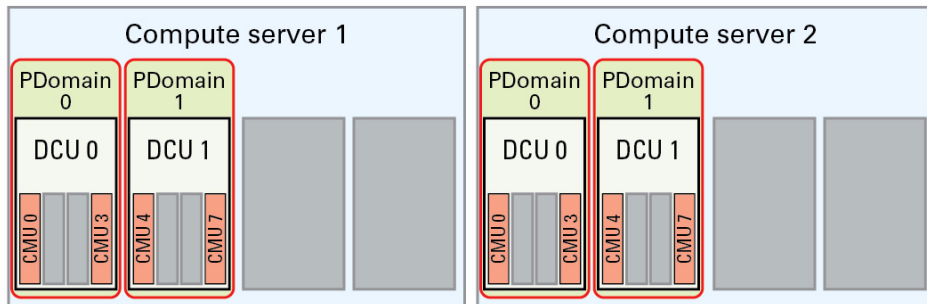 Compute server 1
PDomain
0
PDomain
1
DCU 0
DCU 1
CMU 0
CMU 3
CMU 4
CMU 7
Compute server 2
PDomain
0
PDomain
1
DCU 0
DCU 1
CMU 0
CMU 3
CMU 4
CMU 7